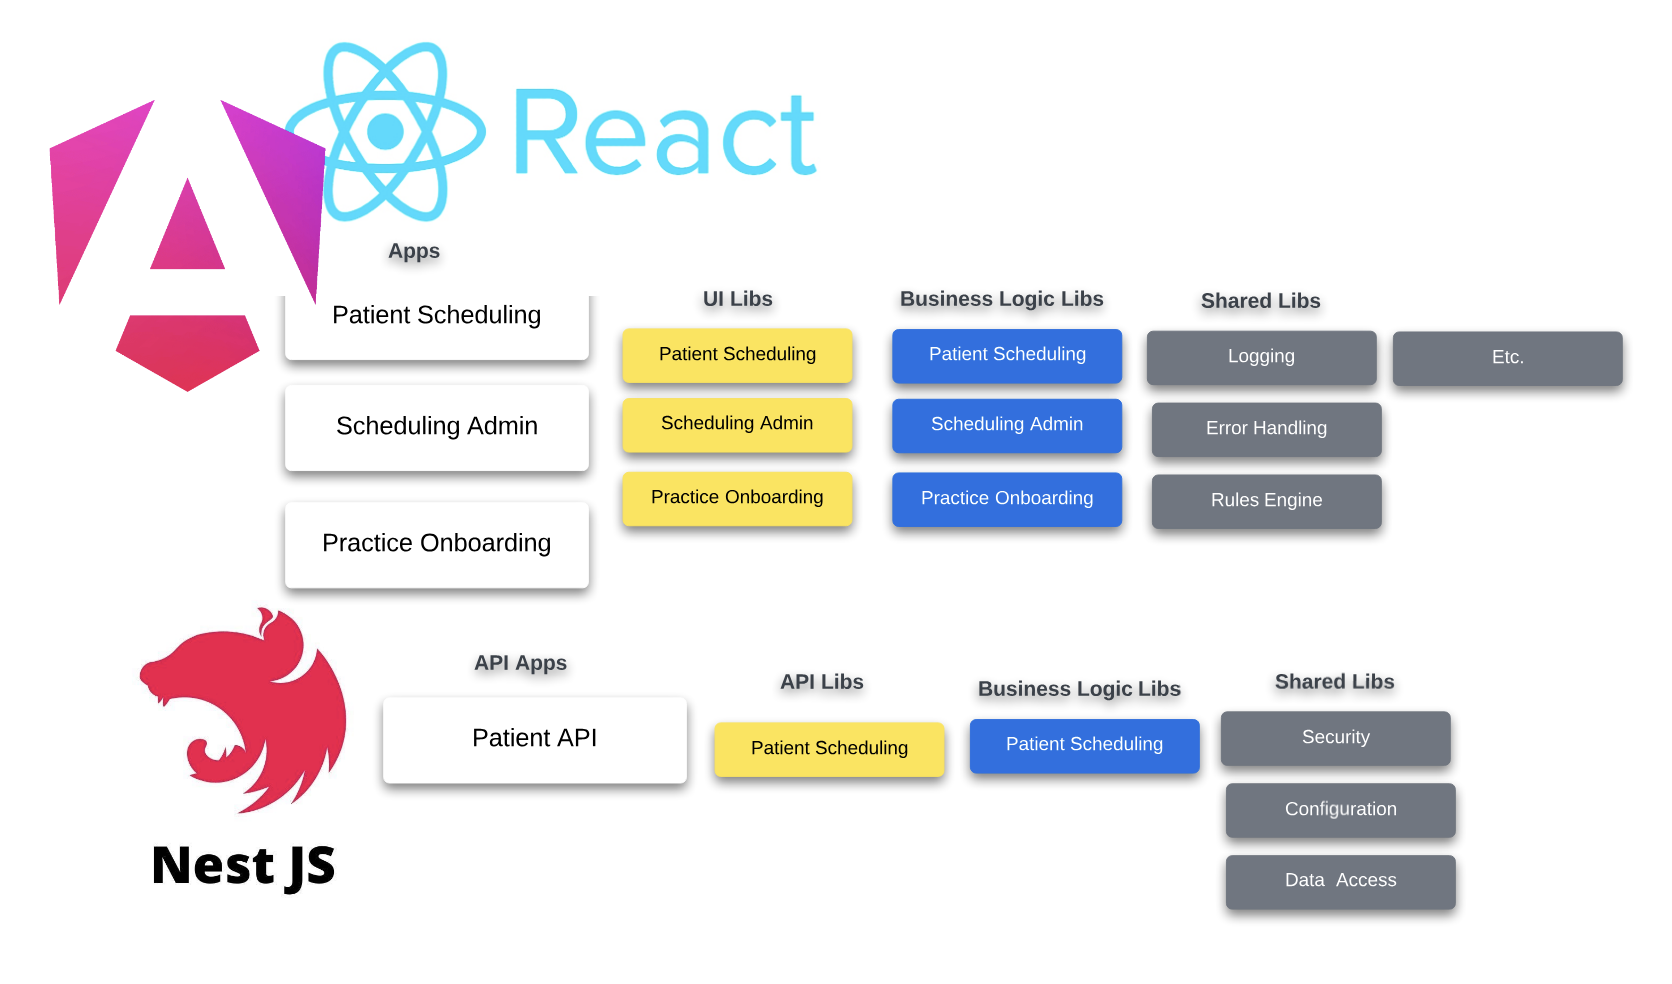 React
Apps
Patient Scheduling
Scheduling Admin
Practice Onboarding
UI Libs
Patient Scheduling
Scheduling Admin
Practice Onboarding
Business Logic Libs
Patient Scheduling
Scheduling Admin
Practice Onboarding
Shared Libs
Logging
Error Handling
Rules Engine
Etc.
Nest JS
API Apps
Patient API
API Libs
Patient Scheduling
Business Logic Libs
Patient Scheduling
Shared Libs
Security
Configuration
Data Access